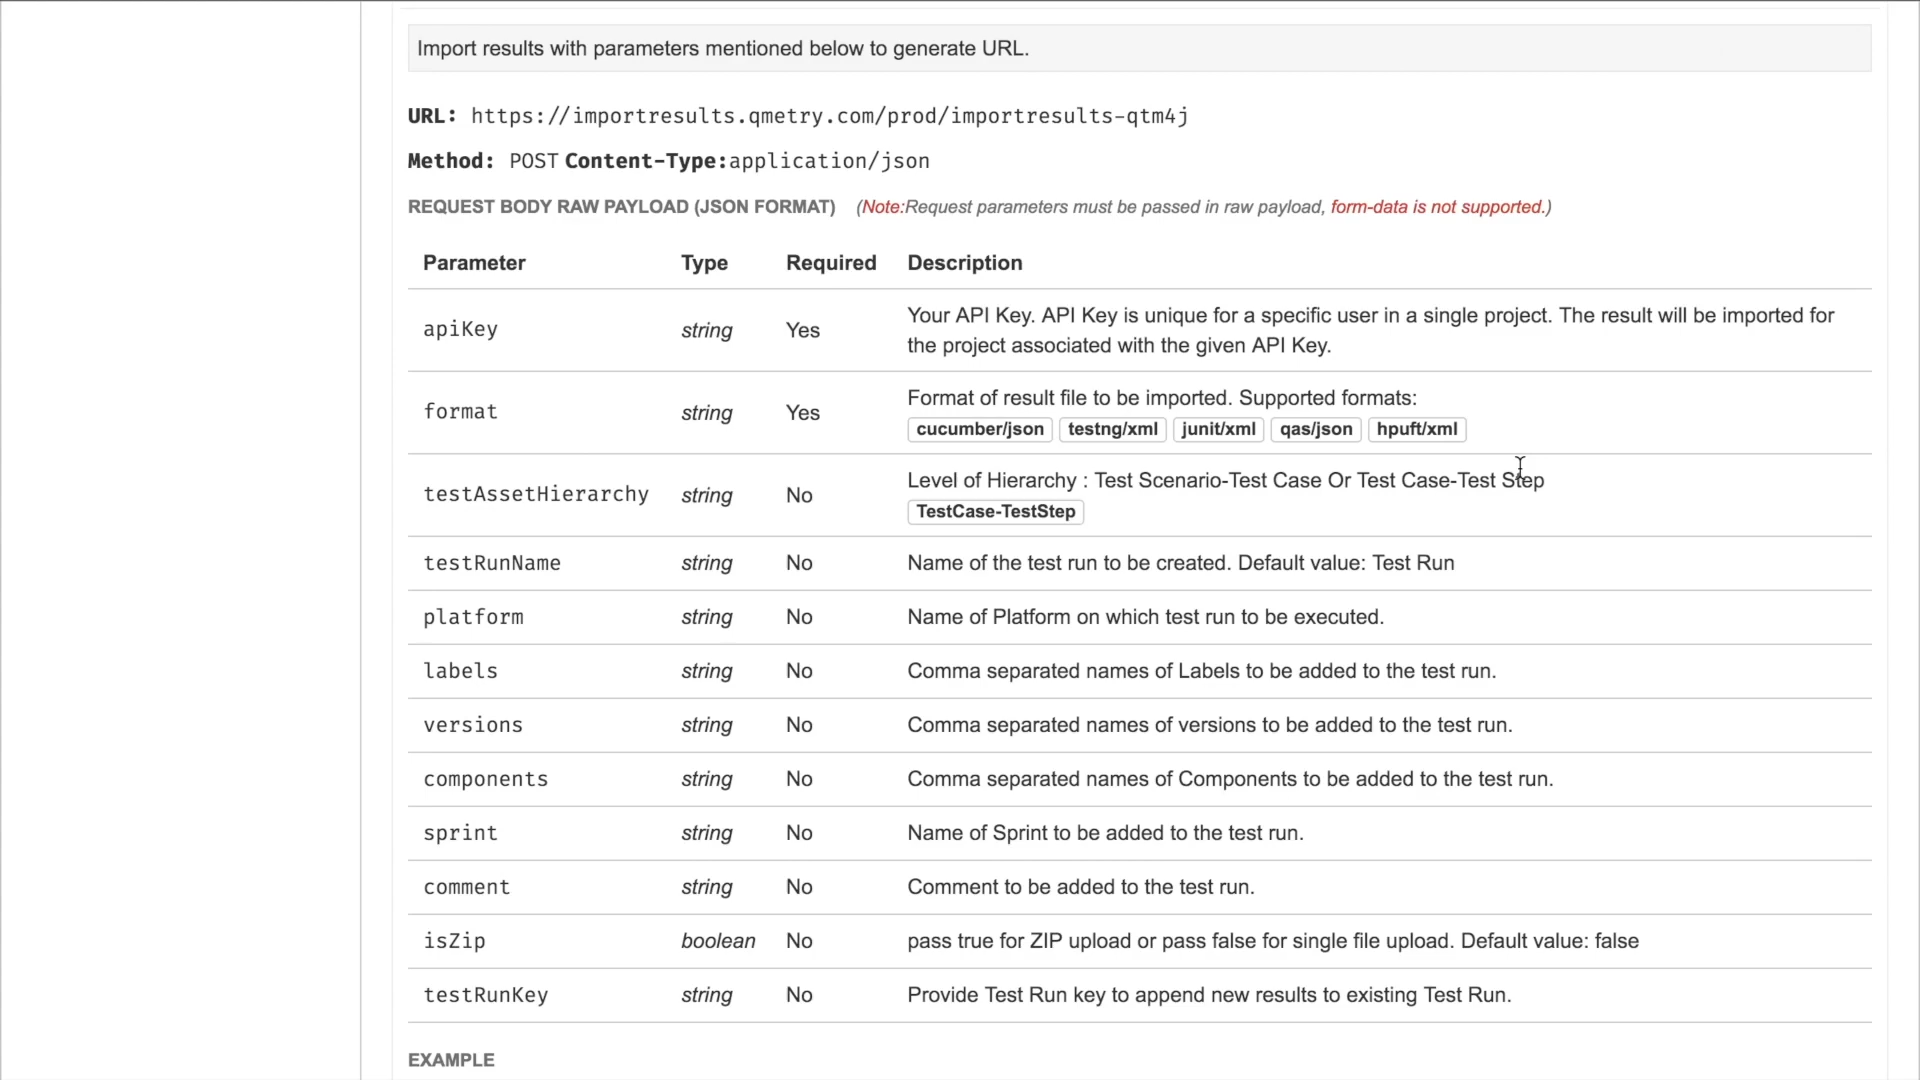 Import results with parameters mentioned below to generate URL.
URL: https://importresults.qmetry.com/prod/importresults-qtm4j
Method: POST Content-Type:application/json
REQUEST BODY RAW PAYLOAD (JSON FORMAT) (Note:Request parameters must be passed in raw payload, form-data is not supported.)
Parameter Type Required Description
apiKey string Yes Your API Key. API Key is unique for a specific user in a single project. The result will be imported for
the project associated with the given API Key.
format string Yes Format of result file to be imported. Supported formats:
cucumber/json testng/xml junit/xml qas/json hpuft/xml
testAssetHierarchy string No Level of Hierarchy : Test Scenario-Test Case Or Test Case-Test Step
TestCase-TestStep
testRunName string No Name of the test run to be created. Default value: Test Run
platform string No Name of Platform on which test run to be executed.
labels string No Comma separated names of Labels to be added to the test run.
versions string No Comma separated names of versions to be added to the test run.
components string No Comma separated names of Components to be added to the test run.
sprint string No Name of Sprint to be added to the test run.
comment string No Comment to be added to the test run.
isZip boolean No pass true for ZIP upload or pass false for single file upload. Default value: false
testRunKey string No Provide Test Run key to append new results to existing Test Run.
EXAMPLE